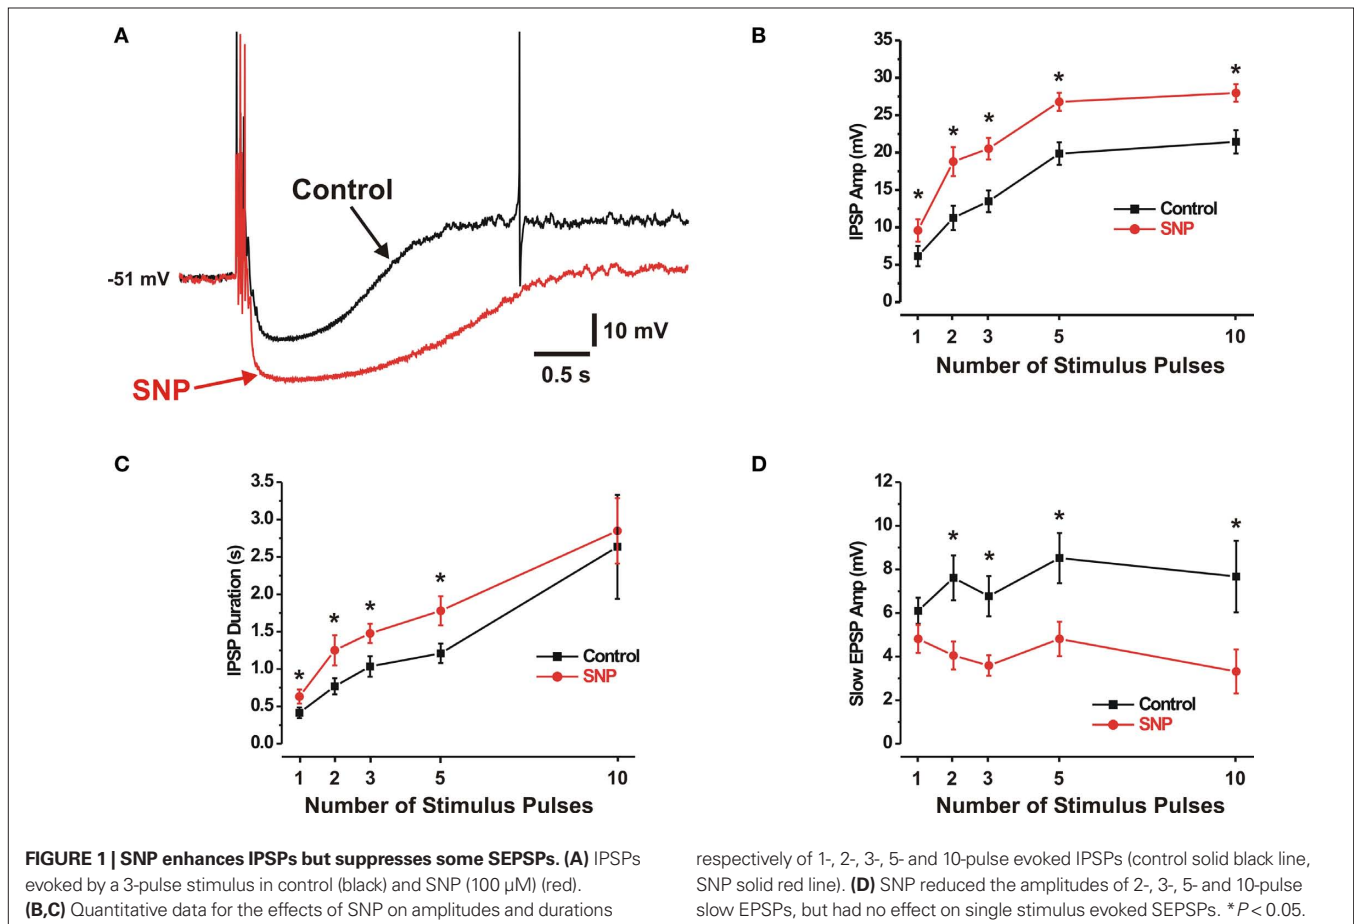 A
Control
-51 mV
10 mV
0.5 s
SNP
B
35
30
25
20
15
10
5
0
IPSP Amp (mV)
*
*
*
*
*
Control
SNP
1 2 3 5 10
Number of Stimulus Pulses
C
3.5
3.0
2.5
2.0
1.5
1.0
0.5
0.0
IPSP Duration (s)
*
*
*
*
Control
SNP
1 2 3 5 10
Number of Stimulus Pulses
D
12
10
8
6
4
2
0
Slow EPSP Amp (mV)
*
*
*
*
Control
SNP
1 2 3 5 10
Number of Stimulus Pulses
FIGURE 1 | SNP enhances IPSPs but suppresses some SEPSPs. (A) IPSPs
evoked by a 3-pulse stimulus in control (black) and SNP (100 μM) (red).
(B,C) Quantitative data for the effects of SNP on amplitudes and durations
respectively of 1-, 2-, 3-, 5- and 10-pulse evoked IPSPs (control solid black line,
SNP solid red line). (D) SNP reduced the amplitudes of 2-, 3-, 5- and 10-pulse
slow EPSPs, but had no effect on single stimulus evoked SEPSPs. *P < 0.05.